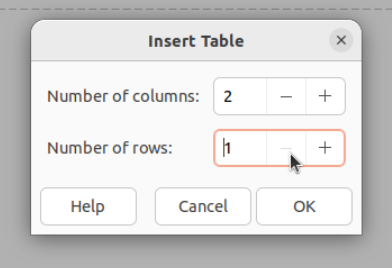 Insert Table
Number of columns: 2
Number of rows: 1
Help Cancel OK